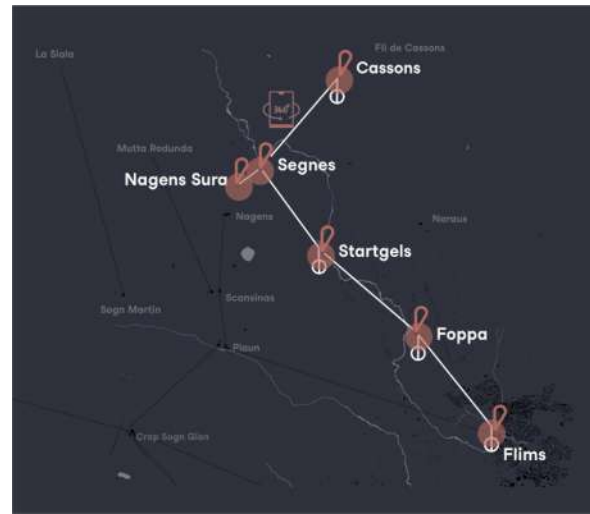 Fil de Cassons
La Siala
Cassons
360°
Mutta Rodunda
Segnes
Nagens Sura
Nagens
Naraus
Startgels
Scansinas
Sogn Martin
Foppa
Plaun
Crap Sogn Gion
Flims